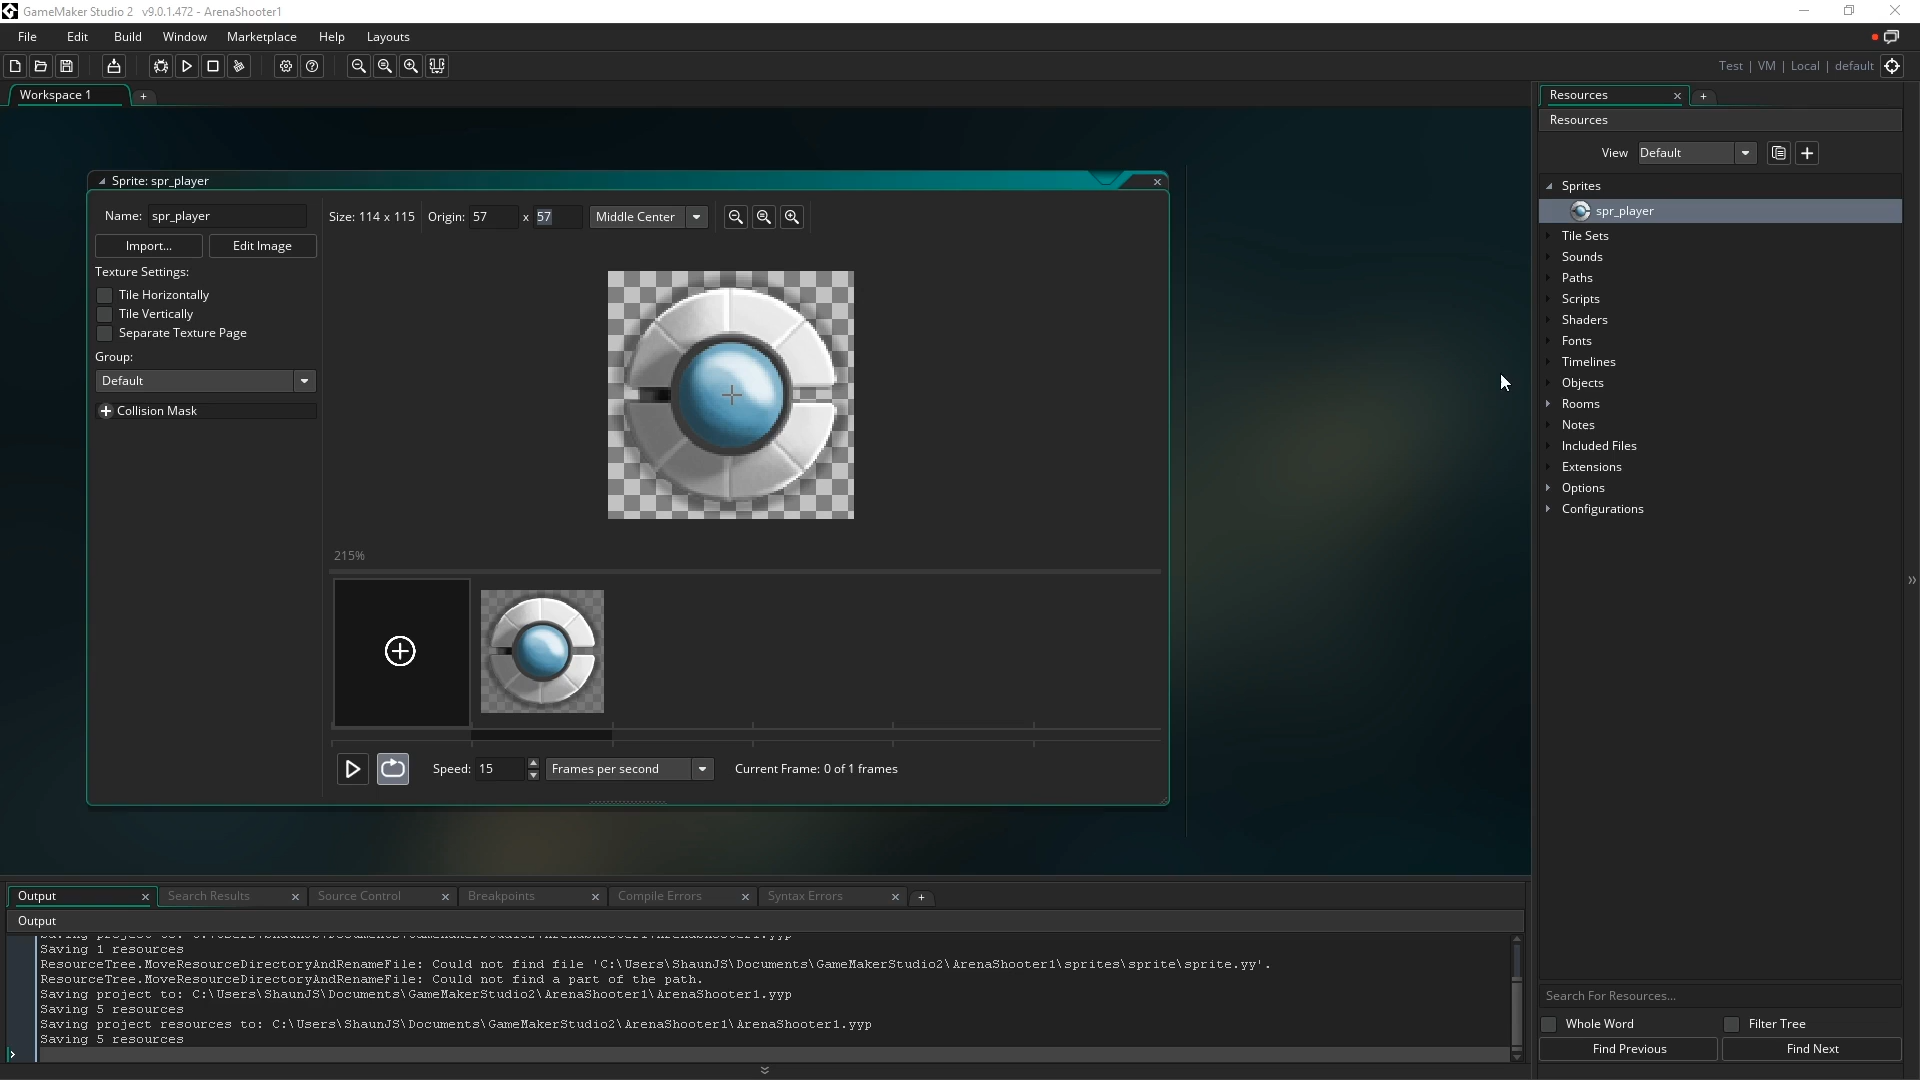 GameMaker Studio 2 v9.0.1.472 - ArenaShooter1
File Edit Build Window Marketplace Help Layouts
Test | VM | Local | default
Workspace 1
Resources
Resources
View Default
Sprites
spr_player
Tile Sets
Sounds
Paths
Scripts
Shaders
Fonts
Timelines
Objects
Rooms
Notes
Included Files
Extensions
Options
Configurations
Search For Resources...
Whole Word Filter Tree
Find Previous Find Next
Sprite: spr_player
Name: spr_player
Import... Edit Image
Texture Settings:
Tile Horizontally
Tile Vertically
Separate Texture Page
Group:
Default
Collision Mask
Size: 114 x 115 Origin: 57 x 57 Middle Center
215%
Speed: 15 Frames per second Current Frame: 0 of 1 frames
Output Search Results Source Control Breakpoints Compile Errors Syntax Errors
Output
Saving 1 resources
ResourceTree.MoveResourceDirectoryAndRenameFile: Could not find file 'C:\Users\ShaunJS\Documents\GameMakerStudio2\ArenaShooter1\sprites\sprite\sprite.yy'.
ResourceTree.MoveResourceDirectoryAndRenameFile: Could not find a part of the path.
Saving project to: C:\Users\ShaunJS\Documents\GameMakerStudio2\ArenaShooter1\ArenaShooter1.yyp
Saving 5 resources
Saving project resources to: C:\Users\ShaunJS\Documents\GameMakerStudio2\ArenaShooter1\ArenaShooter1.yyp
Saving 5 resources